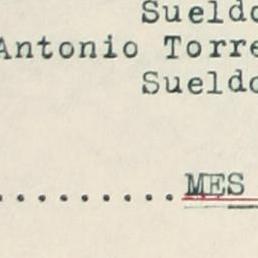 Sueldo
Antonio Torre
Sueldo
.......... MES